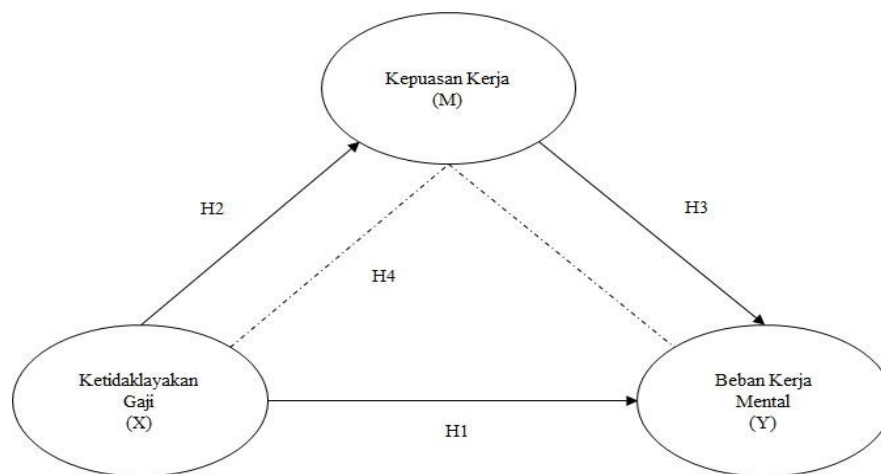 Kepuasan Kerja
(M)
H2
H3
H4
Ketidaklayakan
Gaji
(X)
Beban Kerja
Mental
(Y)
H1